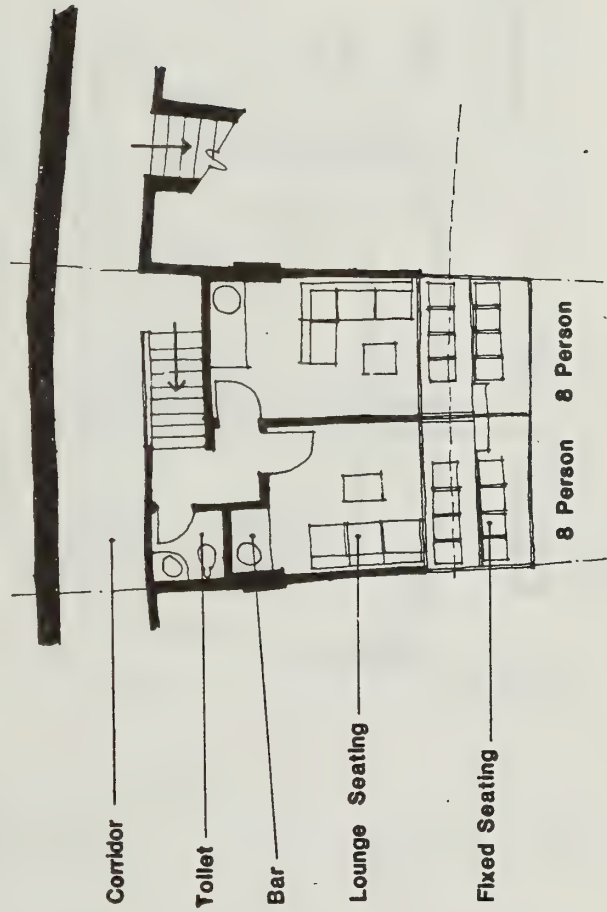 Corridor
Toilet
Bar
Lounge Seating
Fixed Seating
8 Person 8 Person